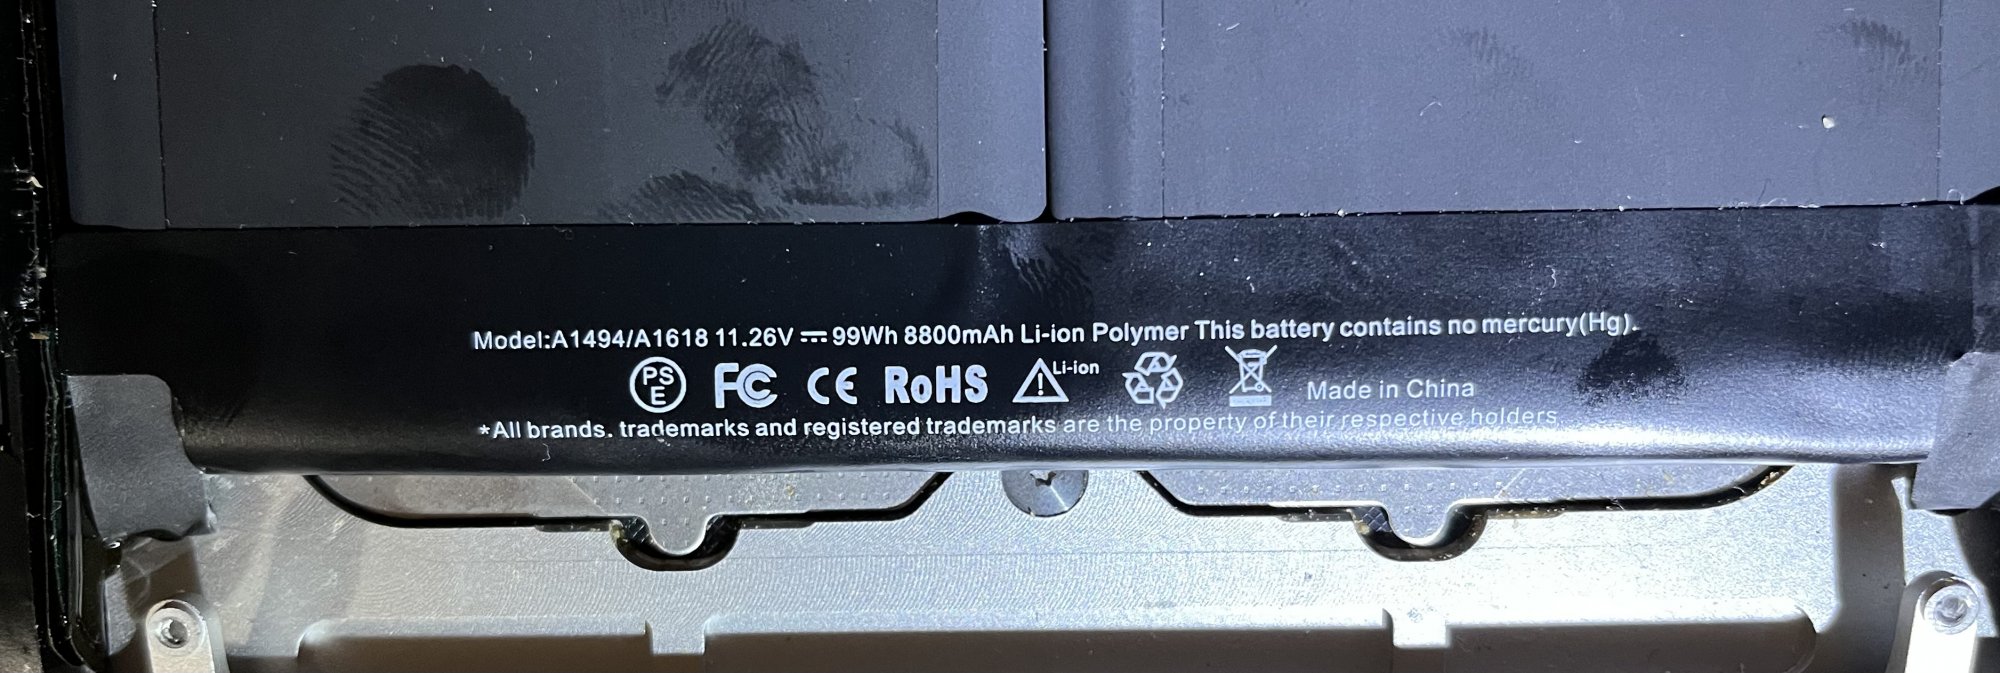 Model:A1494/A1618 11.26V ⎓ 99Wh 8800mAh Li-ion Polymer This battery contains no mercury(Hg).
PSE FC CE RoHS Li-ion Made in China
*All brands. trademarks and registered trademarks are the property of their respective holders